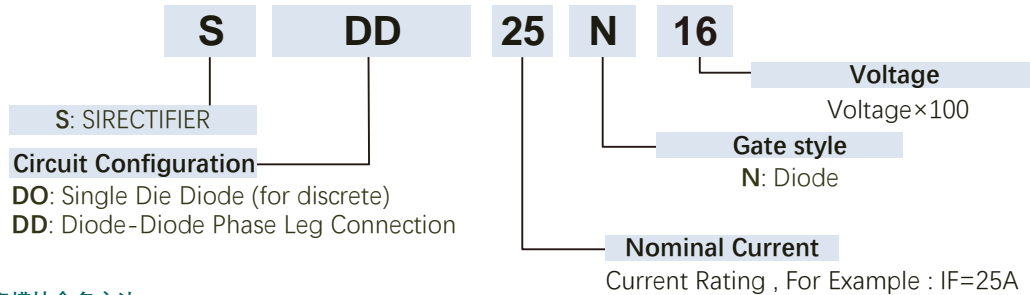 S DD 25 N 16
Voltage
Voltage×100
S: SIRECTIFIER
Gate style
N: Diode
Circuit Configuration
DO: Single Die Diode (for discrete)
DD: Diode-Diode Phase Leg Connection
Nominal Current
Current Rating , For Example : IF=25A